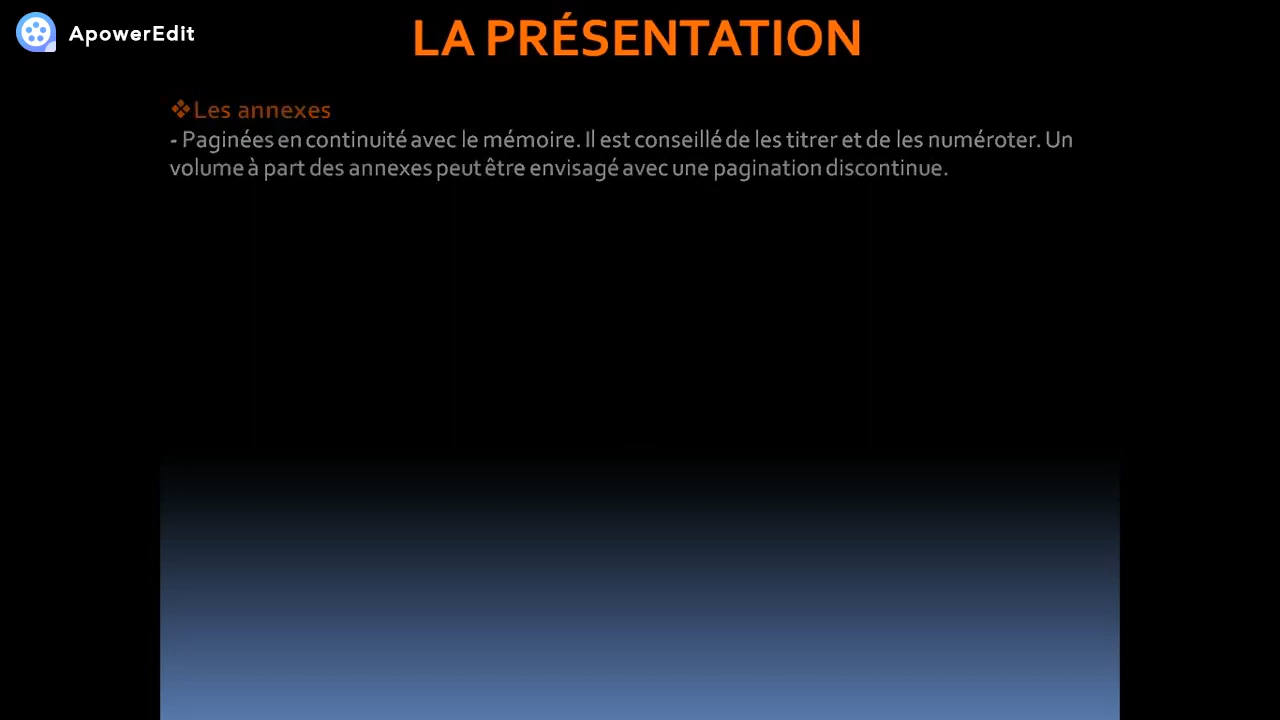 ApowerEdit
LA PRÉSENTATION
❖Les annexes
- Paginées en continuité avec le mémoire. Il est conseillé de les titrer et de les numéroter. Un
volume à part des annexes peut être envisagé avec une pagination discontinue.